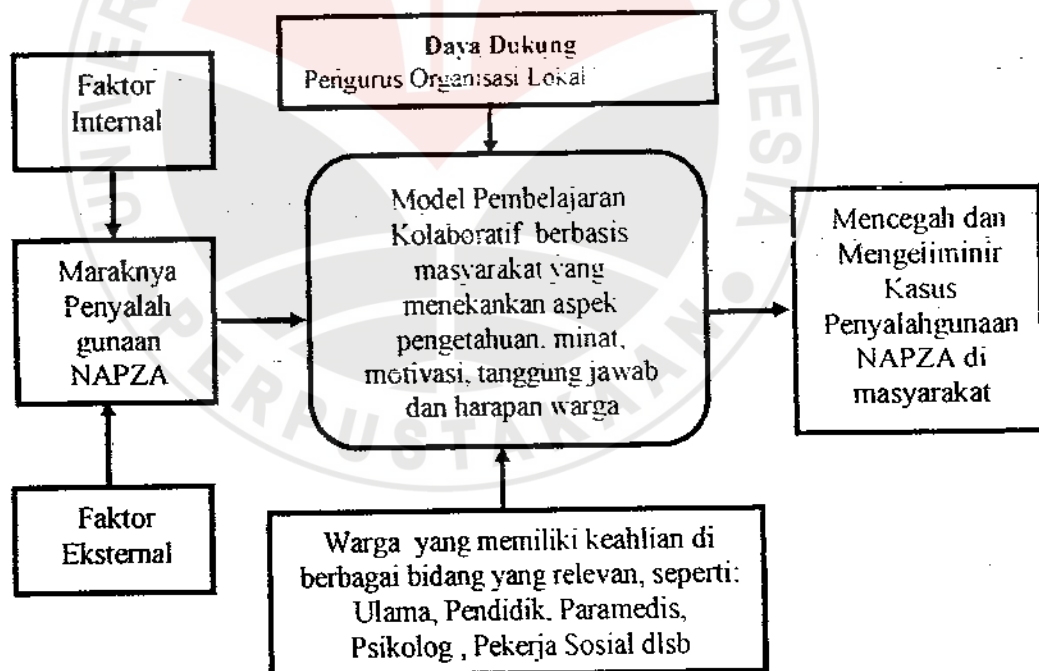 Faktor
Internal
Daya Dukung
Pengurus Organisasi Lokal
Maraknya
Penyalah
gunaan
NAPZA
Model Pembelajaran
Kolaboratif berbasis
masyarakat yang
menekankan aspek
pengetahuan. minat,
motivasi, tanggung jawab
dan harapan warga
Mencegah dan
Mengeliminir
Kasus
Penyalahgunaan
NAPZA di
masyarakat
Faktor
Eksternal
Warga yang memiliki keahlian di
berbagai bidang yang relevan, seperti:
Ulama, Pendidik. Paramedis,
Psikolog , Pekerja Sosial dlsb
PERPUSTAKAAN